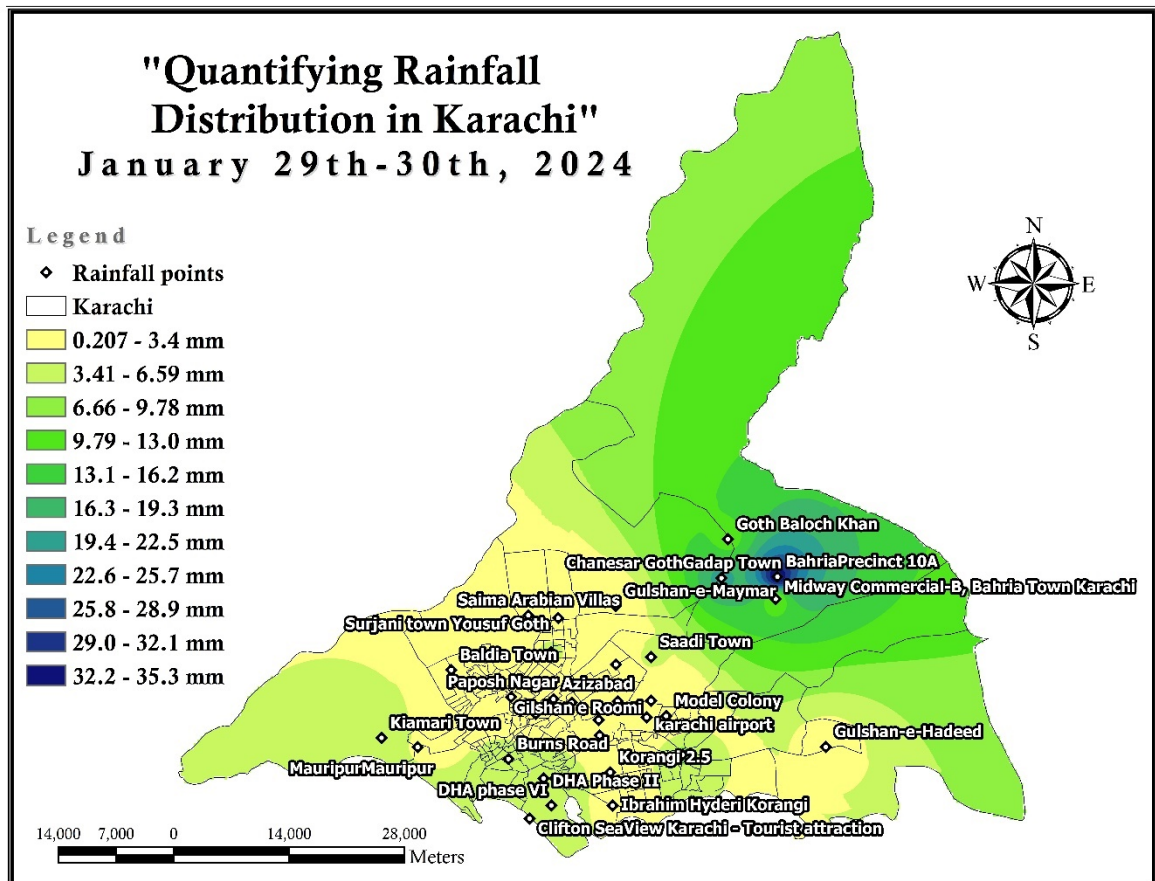 "Quantifying Rainfall
Distribution in Karachi"
January 29th-30th, 2024
Legend
Rainfall points
Karachi
0.207 - 3.4 mm
3.41 - 6.59 mm
6.66 - 9.78 mm
9.79 - 13.0 mm
13.1 - 16.2 mm
16.3 - 19.3 mm
19.4 - 22.5 mm
22.6 - 25.7 mm
25.8 - 28.9 mm
29.0 - 32.1 mm
32.2 - 35.3 mm
N
W E
S
Goth Baloch Khan
Chanesar GothGadap Town BahriaPrecinct 10A
Gulshan-e-Maymar Midway Commercial-B, Bahria Town Karachi
Saima Arabian Villas
Surjani town Yousuf Goth
Saadi Town
Baldia Town
Paposh Nagar Azizabad
Gilshan e Roomi Model Colony
Kiamari Town karachi airport
Gulshan-e-Hadeed
Burns Road
Korangi 2.5
MauripurMauripur
DHA Phase II
DHA phase VI
Ibrahim Hyderi Korangi
Clifton SeaView Karachi - Tourist attraction
14,000 7,000 0 14,000 28,000
Meters